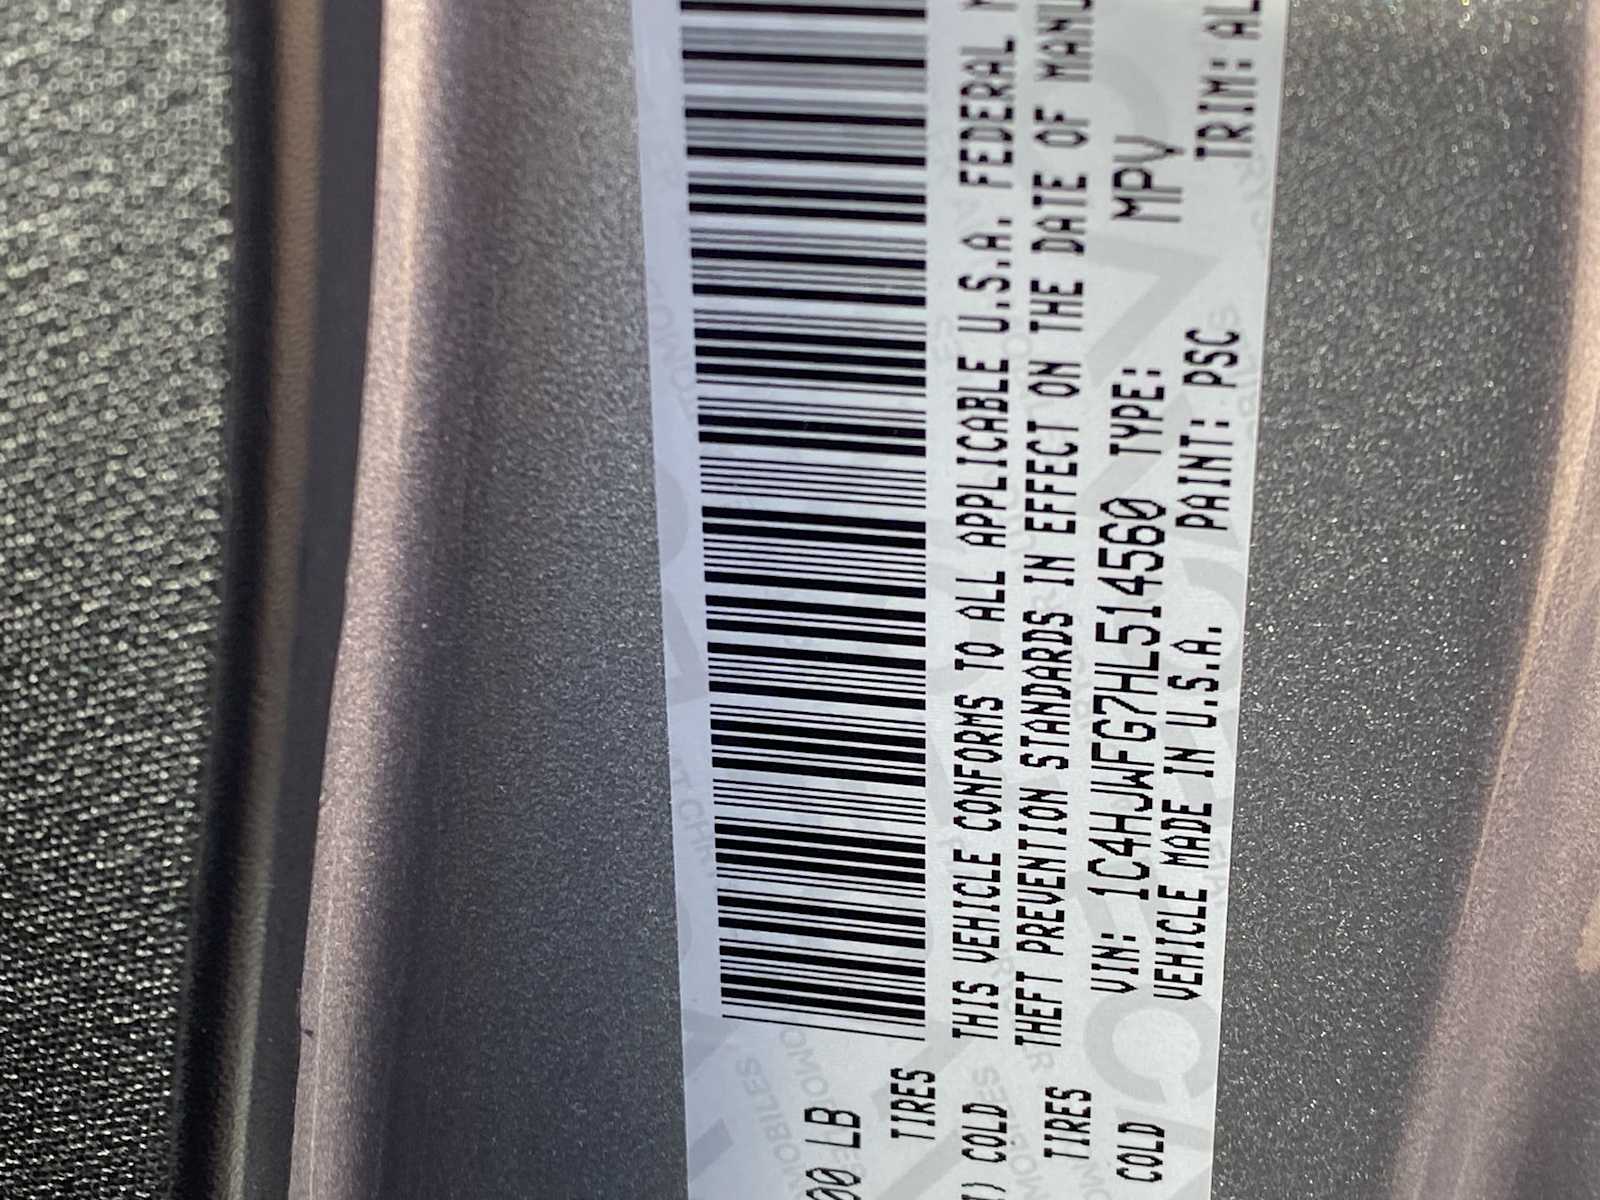 00 LB
TIRES
) COLD
TIRES
COLD
THIS VEHICLE CONFORMS TO ALL APPLICABLE U.S.A. FEDERAL
THEFT PREVENTION STANDARDS IN EFFECT ON THE DATE OF MANU
VIN: 1C4HJWFG7HL514560 TYPE: MPV
VEHICLE MADE IN U.S.A. PAINT: PSC TRIM: AL